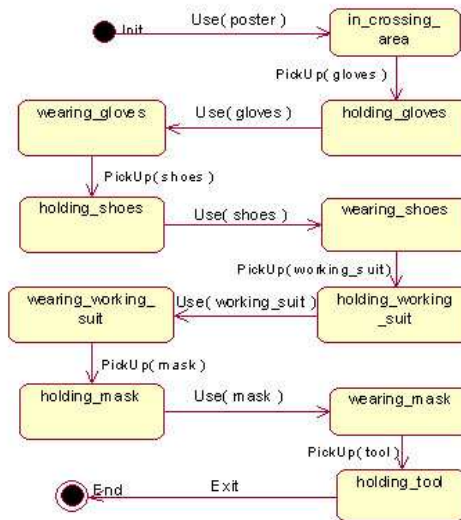 Init
Use( poster )
in_crossing_
area
PickUp( gloves )
wearing_gloves
Use( gloves )
holding_gloves
PickUp( shoes )
holding_shoes
Use( shoes )
wearing_shoes
PickUp( working_suit )
wearing_working_
suit
Use( working_suit )
holding_working
_suit
PickUp( mask )
holding_mask
Use( mask )
wearing_mask
PickUp( tool )
End
Exit
holding_tool